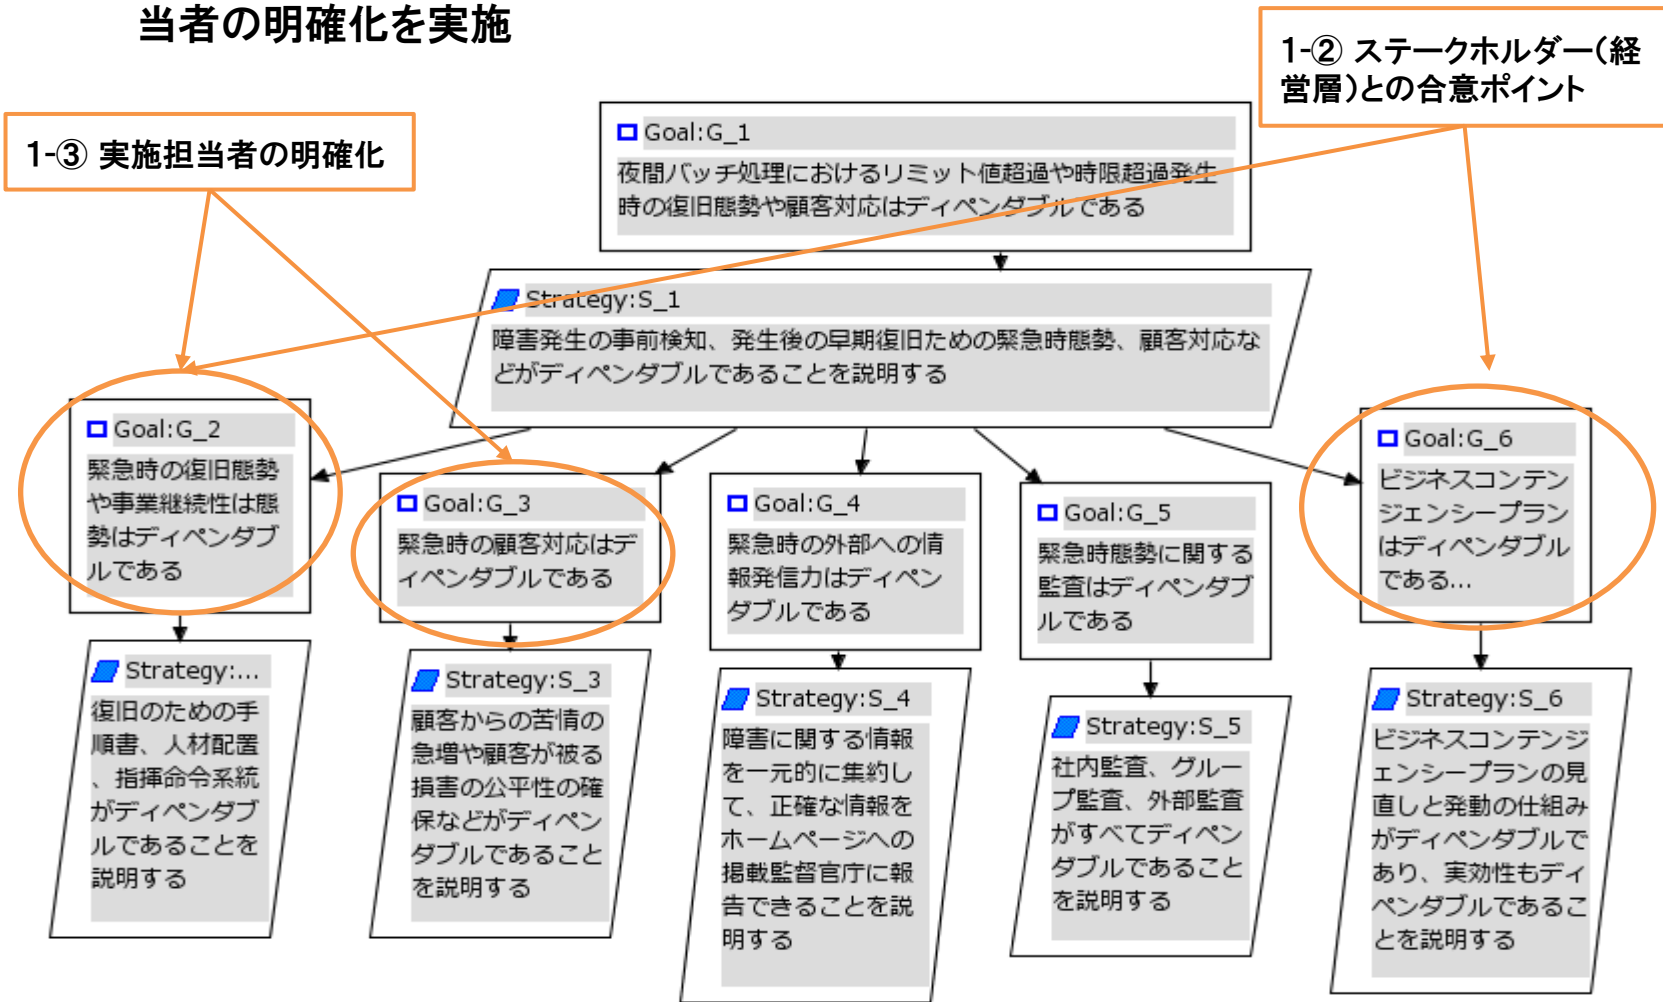 当者の明確化を実施
1-② ステークホルダー（経
営層）との合意ポイント
1-③ 実施担当者の明確化
Goal:G_1
夜間バッチ処理におけるリミット値超過や時限超過発生
時の復旧態勢や顧客対応はディペンダブルである
Strategy:S_1
障害発生の事前検知、発生後の早期復旧ための緊急時態勢、顧客対応な
どがディペンダブルであることを説明する
Goal:G_2
緊急時の復旧態勢
や事業継続性は態
勢はディペンダブ
ルである
Goal:G_3
緊急時の顧客対応はデ
ィペンダブルである
Goal:G_4
緊急時の外部への情
報発信力はディペン
ダブルである
Goal:G_5
緊急時態勢に関する
監査はディペンダブ
ルである
Goal:G_6
ビジネスコンテン
ジェンシープラン
はディペンダブル
である...
Strategy:...
復旧のための手
順書、人材配置
、指揮命令系統
がディペンダブ
ルであることを
説明する
Strategy:S_3
顧客からの苦情の
急増や顧客が被る
損害の公平性の確
保などがディペン
ダブルであること
を説明する
Strategy:S_4
障害に関する情報
を一元的に集約し
て、正確な情報を
ホームページへの
掲載監督官庁に報
告できることを説
明する
Strategy:S_5
社内監査、グルー
プ監査、外部監査
がすべてディペン
ダブルであること
を説明する
Strategy:S_6
ビジネスコンテンジ
ェンシープランの見
直しと発動の仕組み
がディペンダブルで
あり、実効性もディ
ペンダブルであるこ
とを説明する